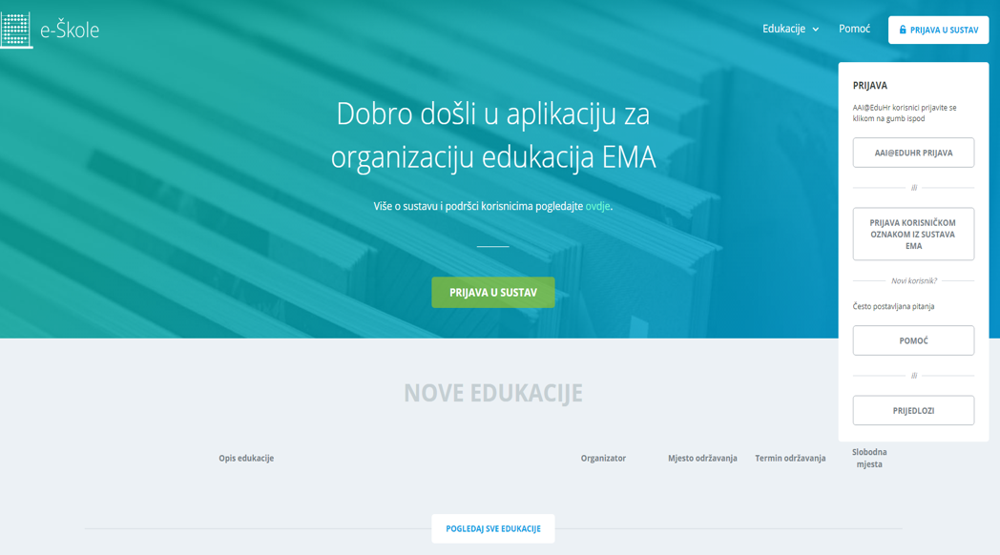 e-Škole
Edukacije
Pomoć
PRIJAVA U SUSTAV
Dobro došli u aplikaciju za
organizaciju edukacija EMA
Više o sustavu i podršci korisnicima pogledajte ovdje.
PRIJAVA U SUSTAV
PRIJAVA
AAI@EduHr korisnici prijavite se
klikom na gumb ispod
AAI@EDUHR PRIJAVA
ili
PRIJAVA KORISNIČKOM
OZNAKOM IZ SUSTAVA
EMA
Novi korisnik?
Često postavljana pitanja
POMOĆ
ili
PRIJEDLOZI
NOVE EDUKACIJE
Opis edukacije
Organizator
Mjesto održavanja
Termin održavanja
Slobodna
mjesta
POGLEDAJ SVE EDUKACIJE